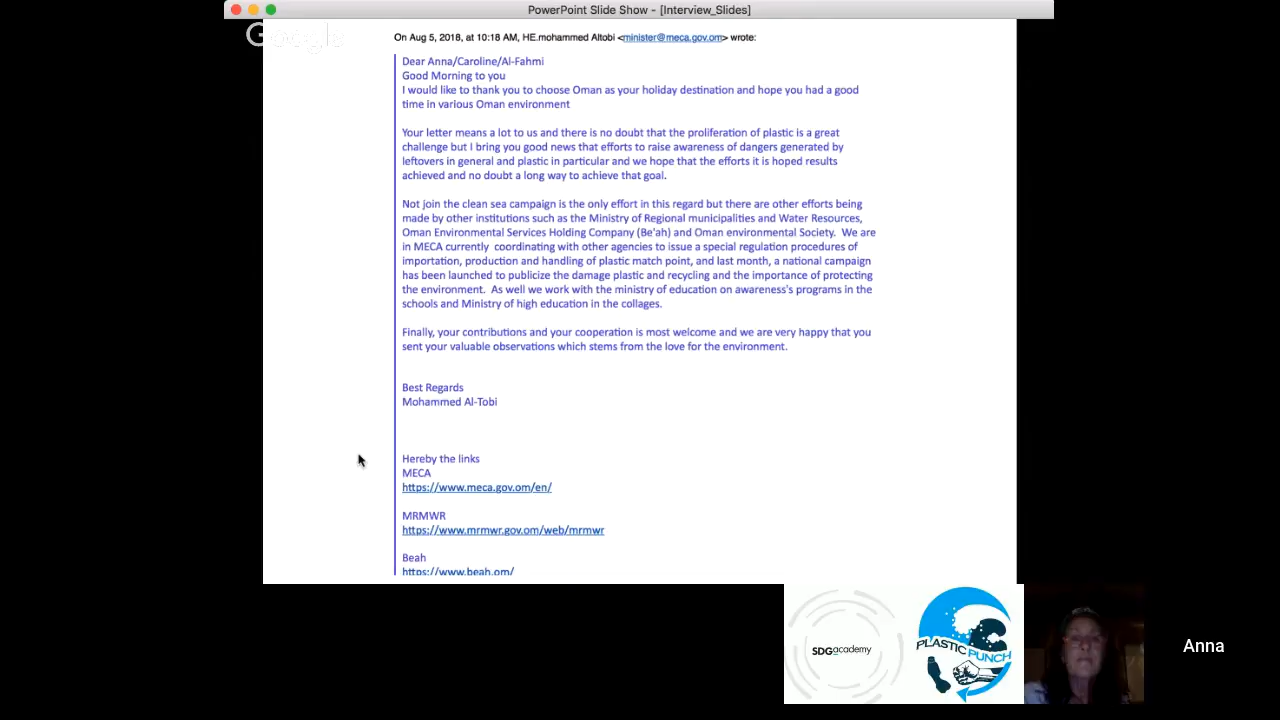 PowerPoint Slide Show - [Interview_Slides]
Google
On Aug 5, 2018, at 10:18 AM, HE.mohammed Altobi <minister@meca.gov.om> wrote:
Dear Anna/Caroline/Al-Fahmi
Good Morning to you
I would like to thank you to choose Oman as your holiday destination and hope you had a good
time in various Oman environment
Your letter means a lot to us and there is no doubt that the proliferation of plastic is a great
challenge but I bring you good news that efforts to raise awareness of dangers generated by
leftovers in general and plastic in particular and we hope that the efforts it is hoped results
achieved and no doubt a long way to achieve that goal.
Not join the clean sea campaign is the only effort in this regard but there are other efforts being
made by other institutions such as the Ministry of Regional municipalities and Water Resources,
Oman Environmental Services Holding Company (Be'ah) and Oman environmental Society.  We are
in MECA currently  coordinating with other agencies to issue a special regulation procedures of
importation, production and handling of plastic match point, and last month, a national campaign
has been launched to publicize the damage plastic and recycling and the importance of protecting
the environment.  As well we work with the ministry of education on awareness's programs in the
schools and Ministry of high education in the collages.
Finally, your contributions and your cooperation is most welcome and we are very happy that you
sent your valuable observations which stems from the love for the environment.
Best Regards
Mohammed Al-Tobi
Hereby the links
MECA
https://www.meca.gov.om/en/
MRMWR
https://www.mrmwr.gov.om/web/mrmwr
Beah
https://www.beah.om/
SDGacademy
PLASTIC PUNCH
Anna